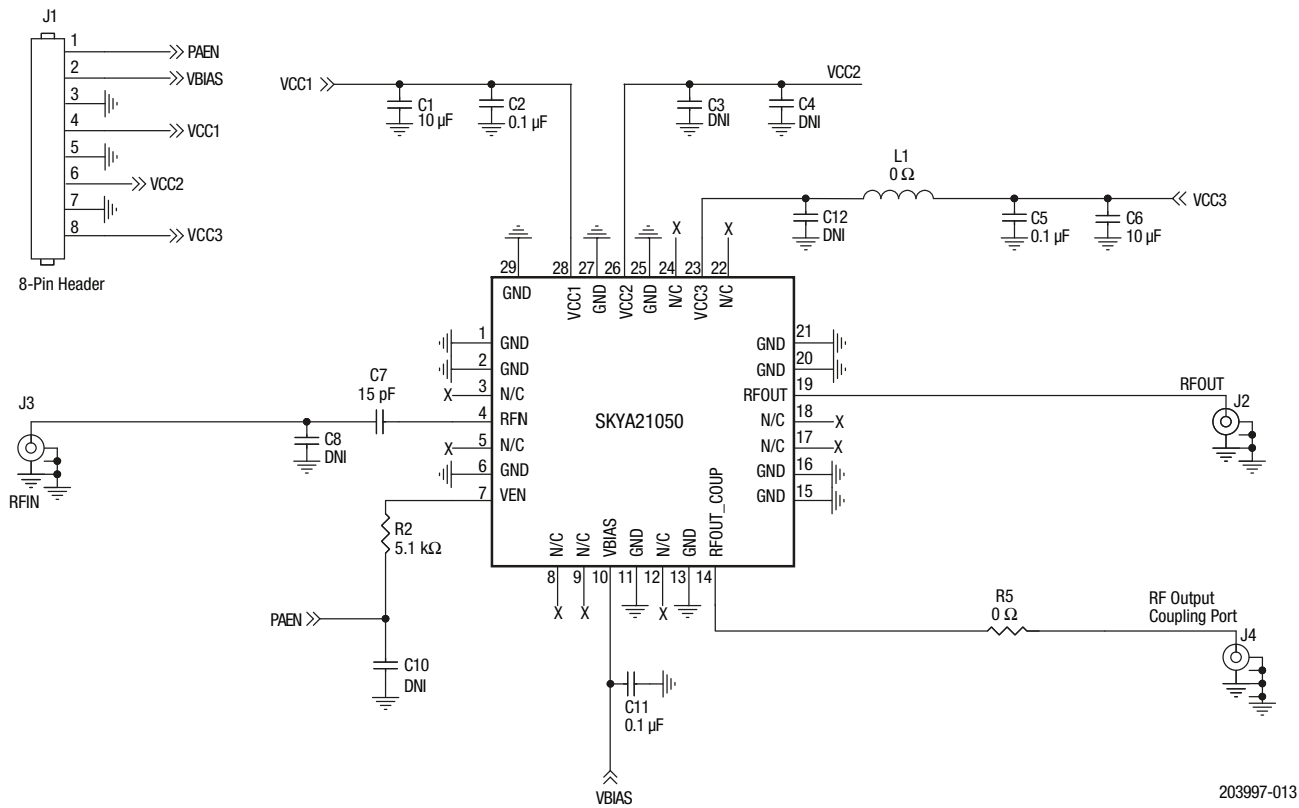 J1
1
PAEN
2
VBIAS
3
4
VCC1
5
6
VCC2
7
8
VCC3
8-Pin Header
VCC1
C1
10 µF
C2
0.1 µF
VCC2
C3
DNI
C4
DNI
L1
0 Ω
C12
DNI
C5
0.1 µF
C6
10 µF
VCC3
X
X
29
28
27
26
25
24
23
22
GND
VCC1
GND
VCC2
GND
N/C
VCC3
N/C
1
GND
2
GND
X
3
N/C
4
RFIN
X
5
N/C
6
GND
7
VEN
SKYA21050
GND
21
GND
20
RFOUT
19
N/C
18
X
N/C
17
X
GND
16
GND
15
N/C
N/C
VBIAS
GND
N/C
GND
RFOUT_COUP
8
9
10
11
12
13
14
X
X
X
J3
RFIN
C7
15 pF
C8
DNI
RFOUT
J2
R2
5.1 kΩ
PAEN
C10
DNI
C11
0.1 µF
VBIAS
R5
0 Ω
RF Output
Coupling Port
J4
203997-013